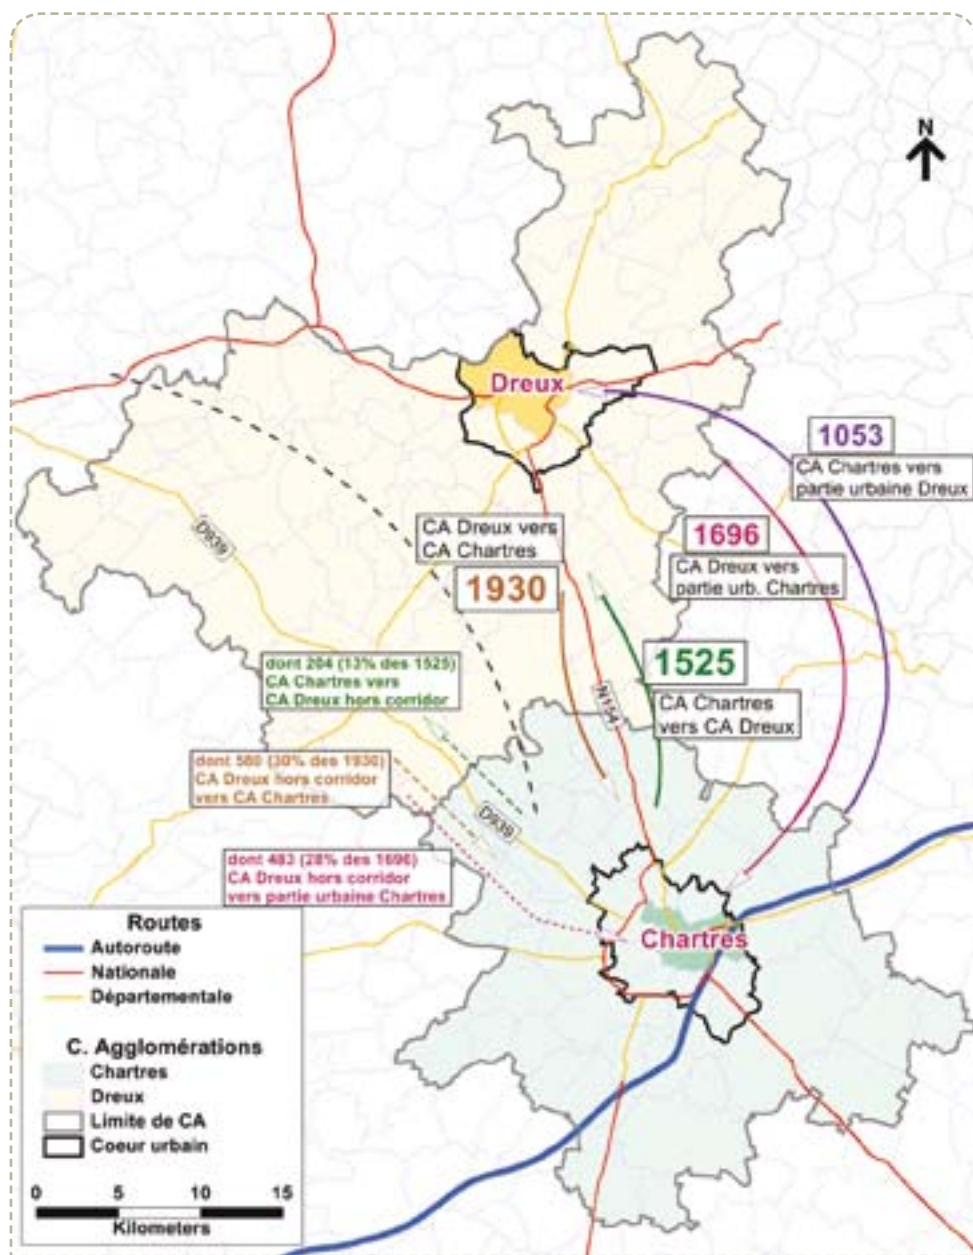 N
Dreux
1053
CA Chartres vers
partie urbaine Dreux
CA Dreux vers
CA Chartres
1930
1696
CA Dreux vers
partie urb. Chartres
D939
dont 204 (13% des 1525)
CA Chartres vers
CA Dreux hors corridor
1525
CA Chartres
vers CA Dreux
N154
dont 580 (30% des 1930)
CA Dreux hors corridor
vers CA Chartres
D939
dont 483 (28% des 1696)
CA Dreux hors corridor
vers partie urbaine Chartres
Chartres
Routes
Autoroute
Nationale
Départementale
C. Agglomérations
Chartres
Dreux
Limite de CA
Coeur urbain
0 5 10 15
Kilometers